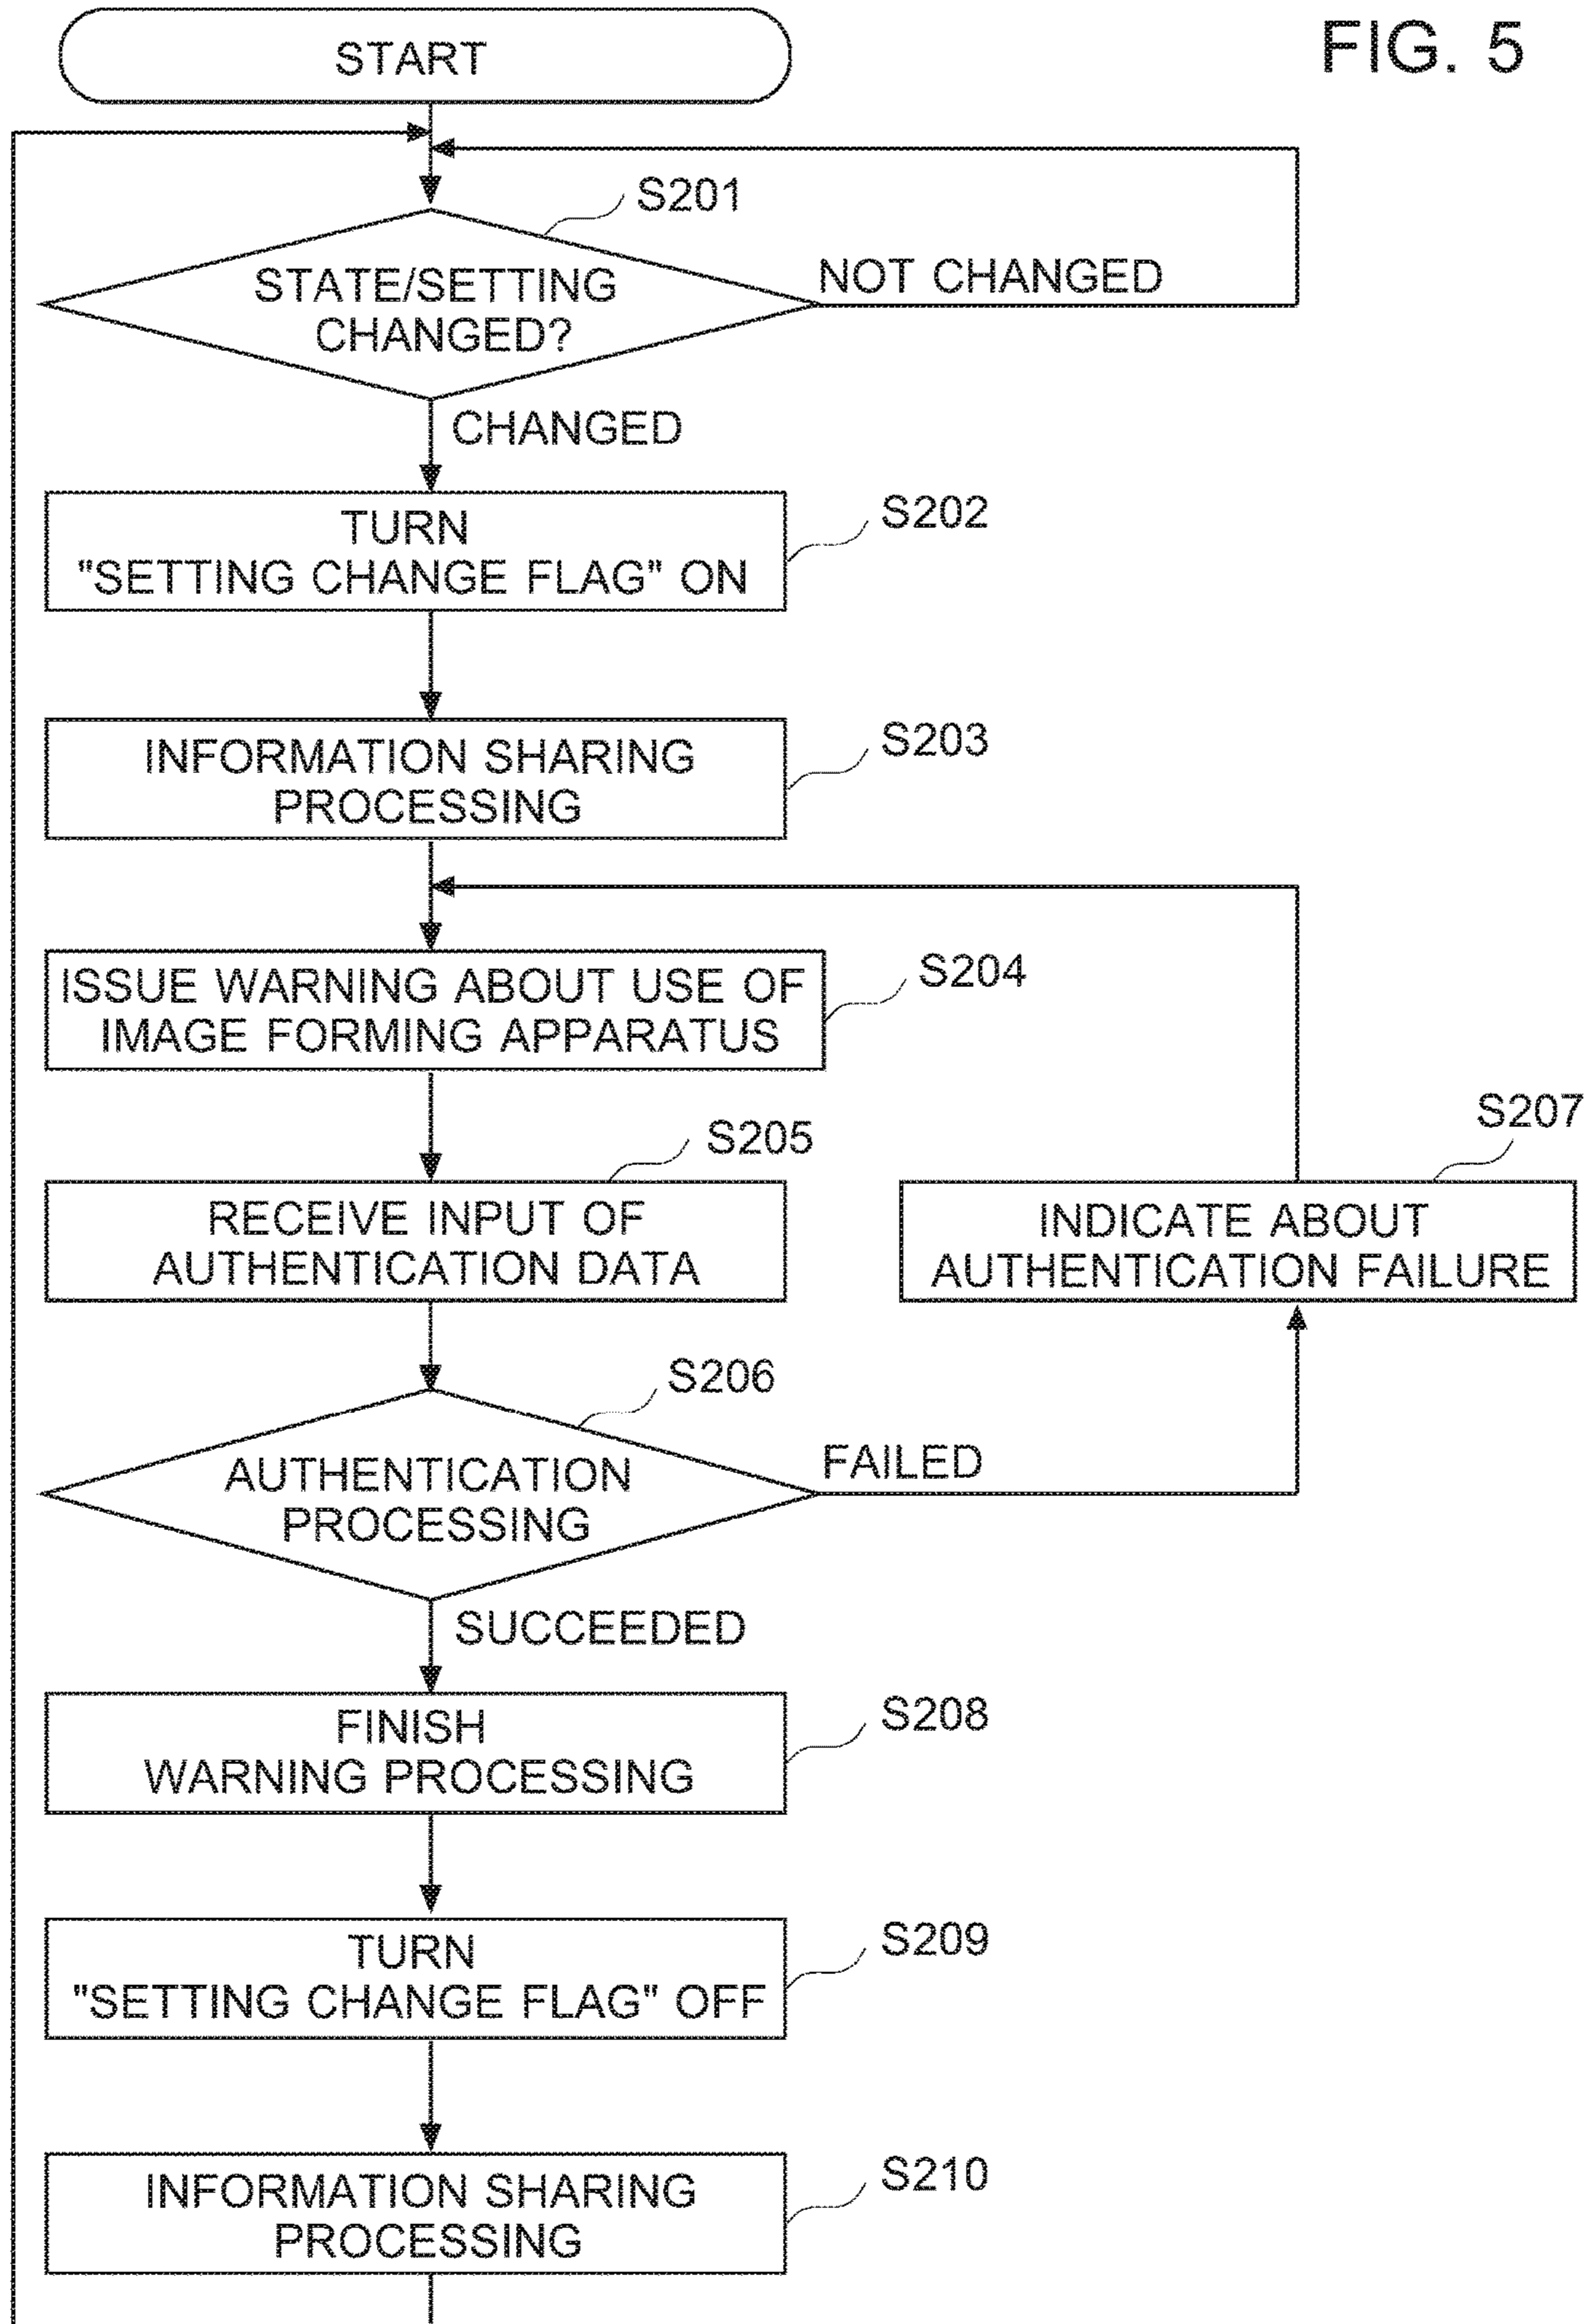 FIG. 5
START
S201
STATE/SETTING
CHANGED?
NOT CHANGED
CHANGED
S202
TURN
"SETTING CHANGE FLAG" ON
S203
INFORMATION SHARING
PROCESSING
S204
ISSUE WARNING ABOUT USE OF
IMAGE FORMING APPARATUS
S205
RECEIVE INPUT OF
AUTHENTICATION DATA
S207
INDICATE ABOUT
AUTHENTICATION FAILURE
S206
AUTHENTICATION
PROCESSING
FAILED
SUCCEEDED
S208
FINISH
WARNING PROCESSING
S209
TURN
"SETTING CHANGE FLAG" OFF
S210
INFORMATION SHARING
PROCESSING